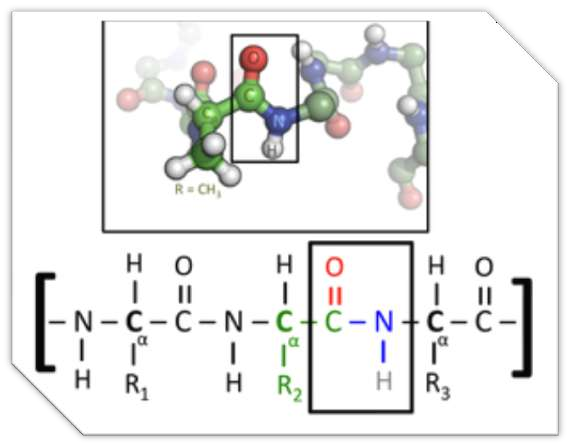 O
C
C
N
H
R = CH₃
H O H O H O
N C α C N C α C N C α C
H R₁ H R₂ H R₃